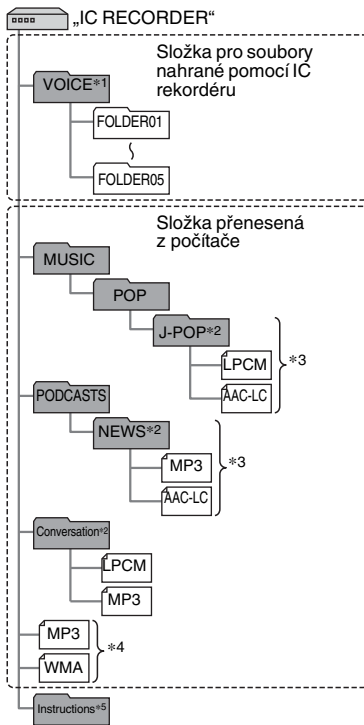 „IC RECORDER“
Složka pro soubory
nahrané pomocí IC
rekordéru
VOICE*1
FOLDER01
FOLDER05
Složka přenesená
z počítače
MUSIC
POP
J-POP*2
LPCM
*3
AAC-LC
PODCASTS
NEWS*2
*3
MP3
AAC-LC
Conversation*2
LPCM
MP3
MP3
*4
WMA
Instructions*5